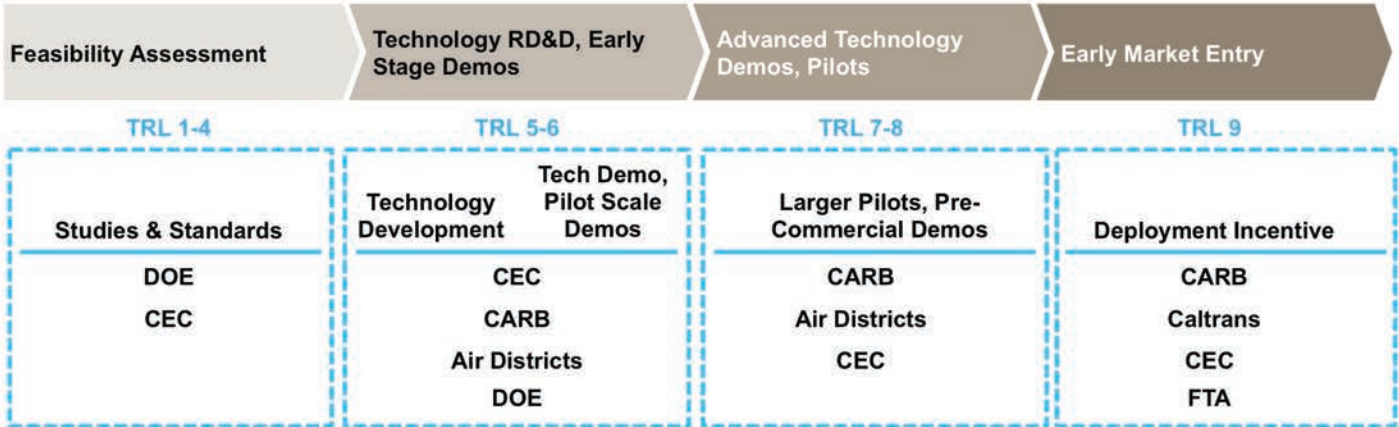 Feasibility Assessment
Technology RD&D, Early
Stage Demos
Advanced Technology
Demos, Pilots
Early Market Entry
TRL 1-4
TRL 5-6
TRL 7-8
TRL 9
Studies & Standards
DOE
CEC
Technology
Development
Tech Demo,
Pilot Scale
Demos
CEC
CARB
Air Districts
DOE
Larger Pilots, Pre-
Commercial Demos
CARB
Air Districts
CEC
Deployment Incentive
CARB
Caltrans
CEC
FTA